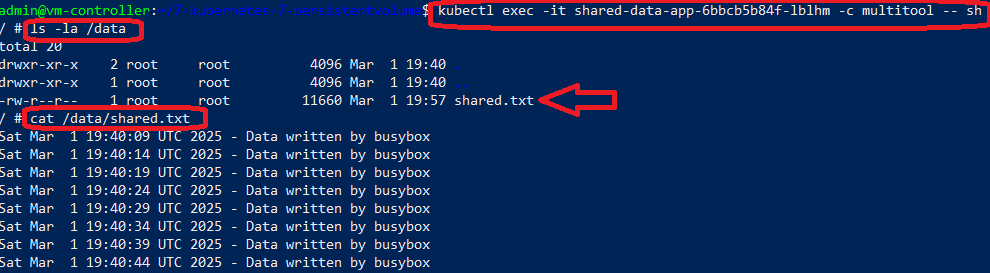 admin@vm-controller:~// kubernetes / persistentvolume$ kubectl exec -it shared-data-app-6bbcb5b84f-lblhm -c multitool -- sh
/ # ls -la /data
total 20
drwxr-xr-x 2 root root 4096 Mar 1 19:40 .
drwxr-xr-x 1 root root 4096 Mar 1 19:40 ..
-rw-r--r-- 1 root root 11660 Mar 1 19:57 shared.txt
/ # cat /data/shared.txt
Sat Mar 1 19:40:09 UTC 2025 - Data written by busybox
Sat Mar 1 19:40:14 UTC 2025 - Data written by busybox
Sat Mar 1 19:40:19 UTC 2025 - Data written by busybox
Sat Mar 1 19:40:24 UTC 2025 - Data written by busybox
Sat Mar 1 19:40:29 UTC 2025 - Data written by busybox
Sat Mar 1 19:40:34 UTC 2025 - Data written by busybox
Sat Mar 1 19:40:39 UTC 2025 - Data written by busybox
Sat Mar 1 19:40:44 UTC 2025 - Data written by busybox